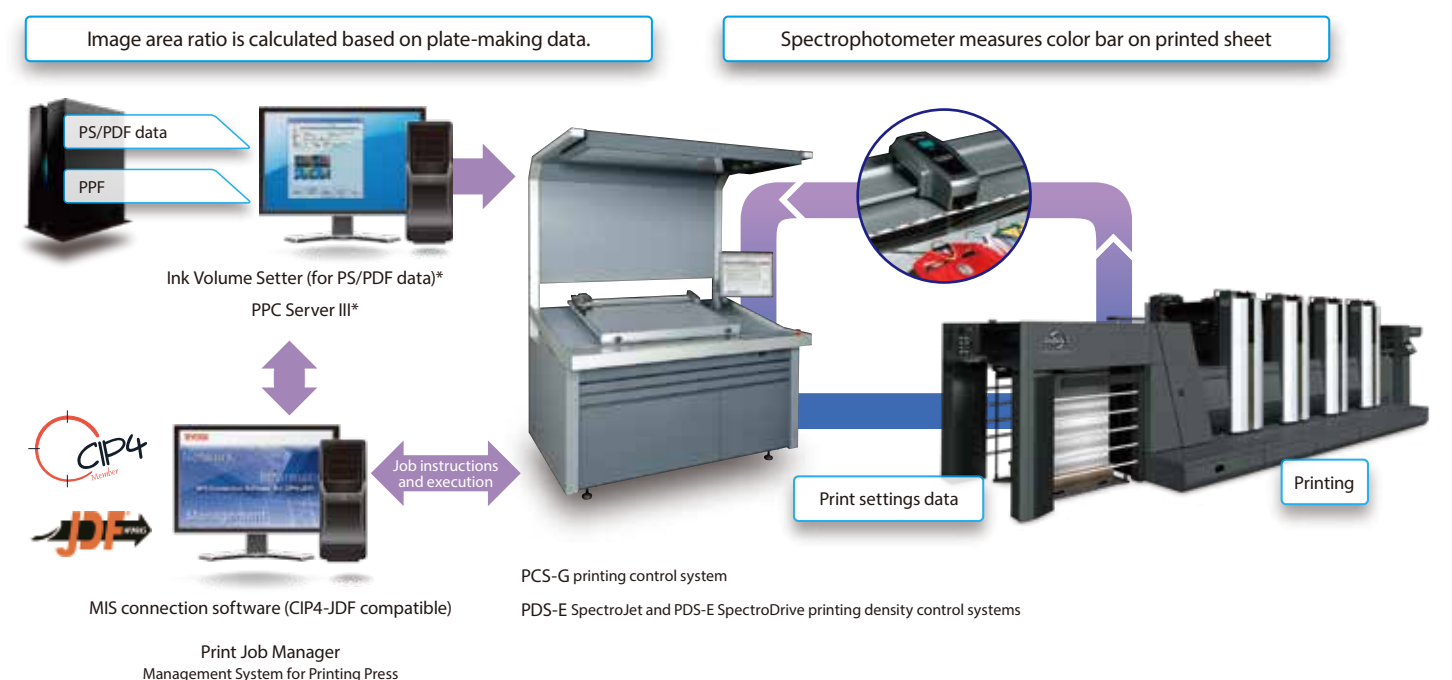 Image area ratio is calculated based on plate-making data.
Spectrophotometer measures color bar on printed sheet
PS/PDF data
PPF
Ink Volume Setter (for PS/PDF data)*
PPC Server III*
CIP4
Member
JDF
Job instructions
and execution
Print settings data
Printing
MIS connection software (CIP4-JDF compatible)
Print Job Manager
Management System for Printing Press
PCS-G printing control system
PDS-E SpectroJet and PDS-E SpectroDrive printing density control systems